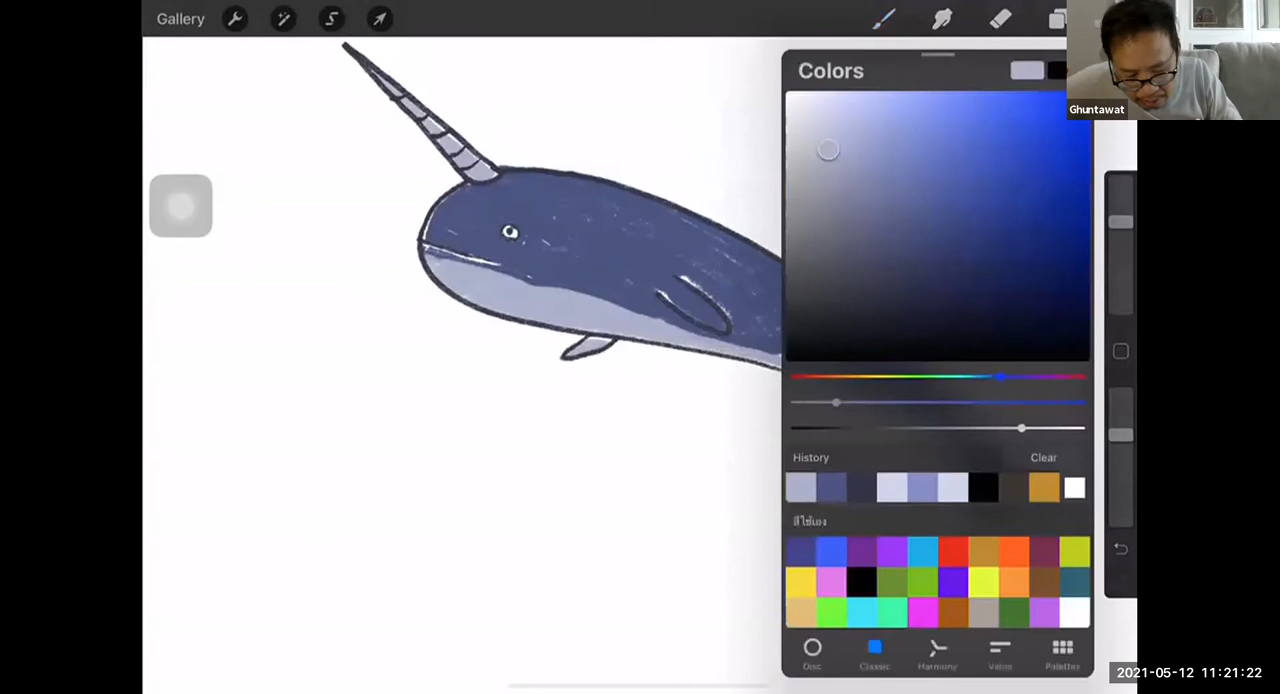 Gallery
Colors
Ghuntawat
History
Clear
สีใช้เอง
Disc
Classic
Harmony
Value
Palettes
2021-05-12 11:21:22